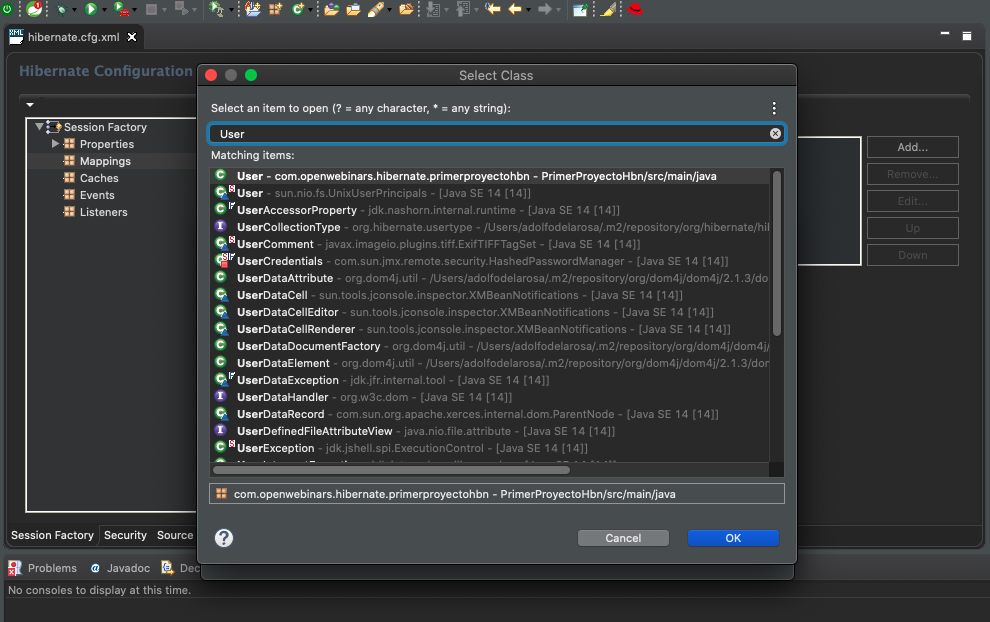 hibernate.cfg.xml
Hibernate Configuration
Select Class
Select an item to open (? = any character, * = any string):
User
Matching items:
User - com.openwebinars.hibernate.primerproyectohbn - PrimerProyectoHbn/src/main/java
User - sun.nio.fs.UnixUserPrincipals - [Java SE 14 [14]]
UserAccessorProperty - jdk.nashorn.internal.runtime - [Java SE 14 [14]]
UserCollectionType - org.hibernate.usertype - /Users/adolfodelarosa/.m2/repository/org/hibernate/hi
UserComment - javax.imageio.plugins.tiff.ExifTIFFTagSet - [Java SE 14 [14]]
UserCredentials - com.sun.jmx.remote.security.HashedPasswordManager - [Java SE 14 [14]]
UserDataAttribute - org.dom4j.util - /Users/adolfodelarosa/.m2/repository/org/dom4j/dom4j/2.1.3/do
UserDataCell - sun.tools.jconsole.inspector.XMBeanNotifications - [Java SE 14 [14]]
UserDataCellEditor - sun.tools.jconsole.inspector.XMBeanNotifications - [Java SE 14 [14]]
UserDataCellRenderer - sun.tools.jconsole.inspector.XMBeanNotifications - [Java SE 14 [14]]
UserDataDocumentFactory - org.dom4j.util - /Users/adolfodelarosa/.m2/repository/org/dom4j/dom4j/
UserDataElement - org.dom4j.util - /Users/adolfodelarosa/.m2/repository/org/dom4j/dom4j/2.1.3/dor
UserDataException - jdk.jfr.internal.tool - [Java SE 14 [14]]
UserDataHandler - org.w3c.dom - [Java SE 14 [14]]
UserDataRecord - com.sun.org.apache.xerces.internal.dom.ParentNode - [Java SE 14 [14]]
UserDefinedFileAttributeView - java.nio.file.attribute - [Java SE 14 [14]]
UserException - jdk.jshell.spi.ExecutionControl - [Java SE 14 [14]]
com.openwebinars.hibernate.primerproyectohbn - PrimerProyectoHbn/src/main/java
Cancel
OK
Session Factory
Properties
Mappings
Caches
Events
Listeners
Add...
Remove...
Edit...
Up
Down
Session Factory Security Source
Problems Javadoc Dec
No consoles to display at this time.